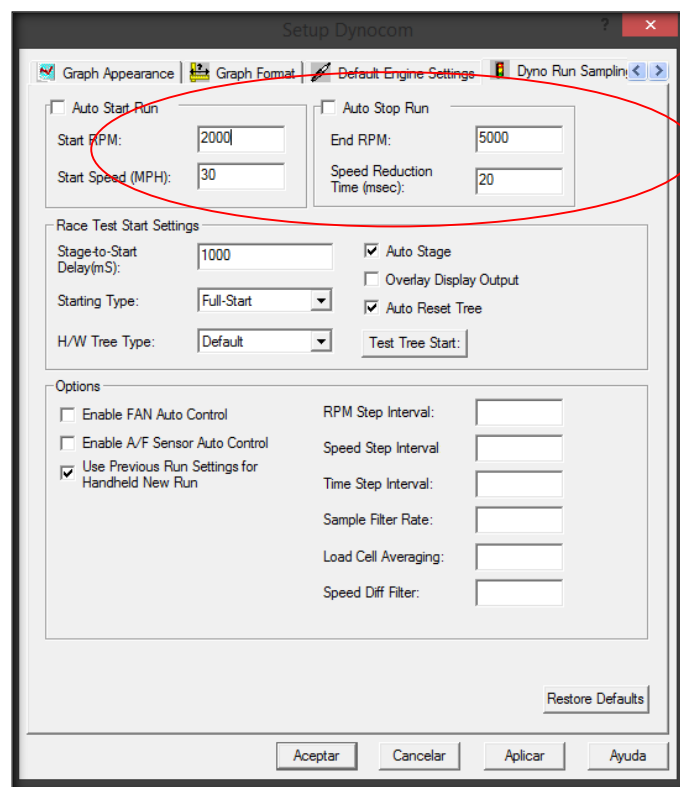 Setup Dynocom
?
Graph Appearance
Graph Format
Default Engine Settings
Dyno Run Sampling
Auto Start Run
Start RPM: 2000
Start Speed (MPH): 30
Auto Stop Run
End RPM: 5000
Speed Reduction
Time (msec): 20
Race Test Start Settings
Stage-to-Start
Delay(mS): 1000
Starting Type: Full-Start
H/W Tree Type: Default
Auto Stage
Overlay Display Output
Auto Reset Tree
Test Tree Start:
Options
Enable FAN Auto Control
Enable A/F Sensor Auto Control
Use Previous Run Settings for
Handheld New Run
RPM Step Interval:
Speed Step Interval
Time Step Interval:
Sample Filter Rate:
Load Cell Averaging:
Speed Diff Filter:
Restore Defaults
Aceptar
Cancelar
Aplicar
Ayuda